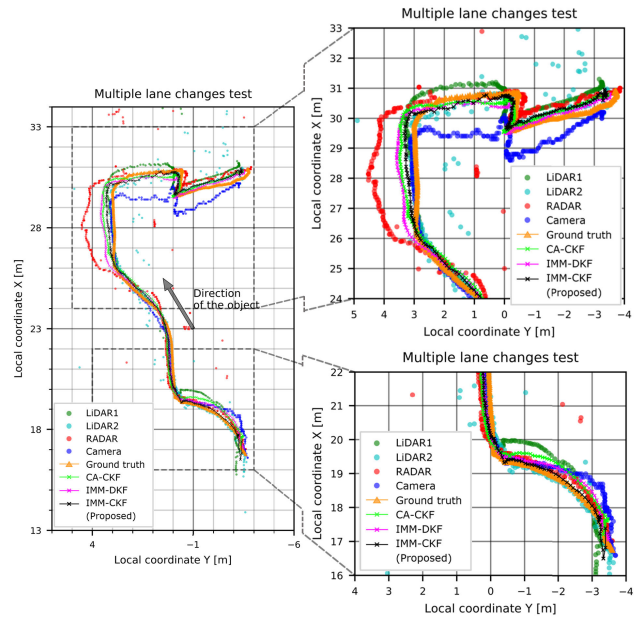 Multiple lane changes test
33
28
23
18
13
4
−1
−6
Local coordinate X [m]
Local coordinate Y [m]
Direction
of the object
LiDAR1
LiDAR2
RADAR
Camera
Ground truth
CA-CKF
IMM-DKF
IMM-CKF
(Proposed)
Multiple lane changes test
33
32
31
30
29
28
27
26
25
24
5
4
3
2
1
0
−1
−2
−3
−4
Local coordinate X [m]
Local coordinate Y [m]
LiDAR1
LiDAR2
RADAR
Camera
Ground truth
CA-CKF
IMM-DKF
IMM-CKF
(Proposed)
Multiple lane changes test
22
21
20
19
18
17
16
4
3
2
1
0
−1
−2
−3
−4
Local coordinate X [m]
Local coordinate Y [m]
LiDAR1
LiDAR2
RADAR
Camera
Ground truth
CA-CKF
IMM-DKF
IMM-CKF
(Proposed)